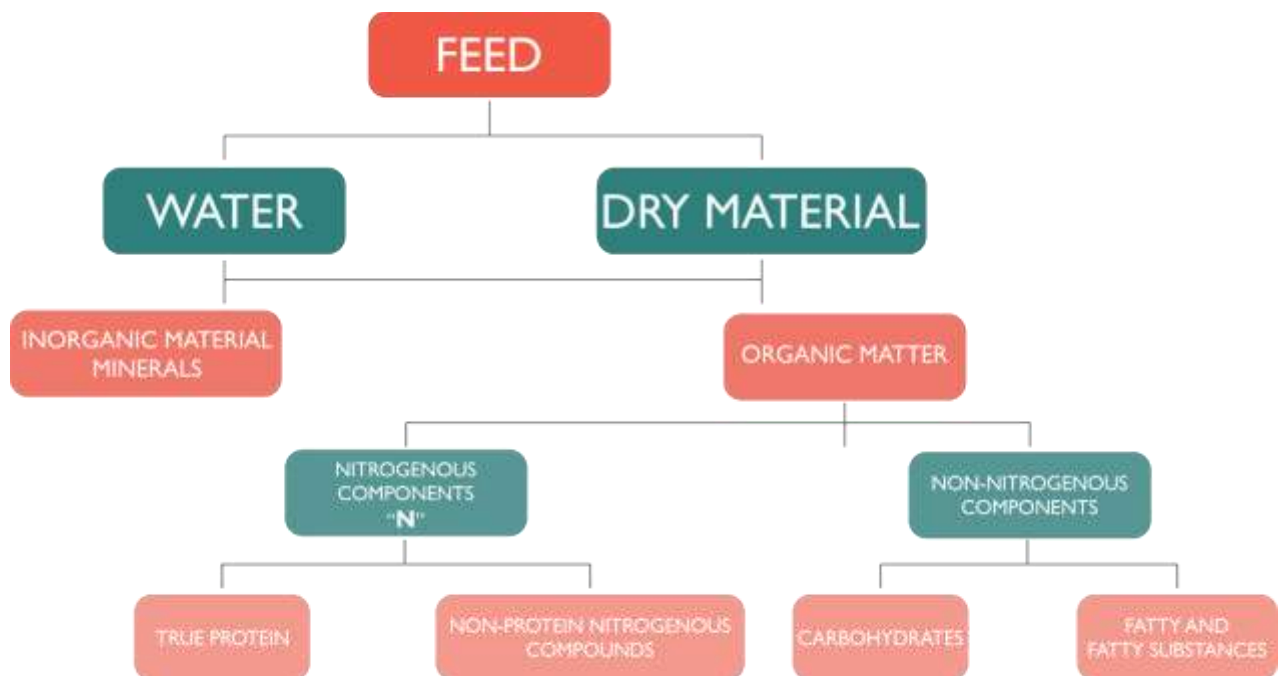 FEED
WATER
DRY MATERIAL
INORGANIC MATERIAL
MINERALS
ORGANIC MATTER
NITROGENOUS
COMPONENTS
"N"
NON-NITROGENOUS
COMPONENTS
TRUE PROTEIN
NON-PROTEIN NITROGENOUS
COMPOUNDS
CARBOHYDRATES
FATTY AND
FATTY SUBSTANCES